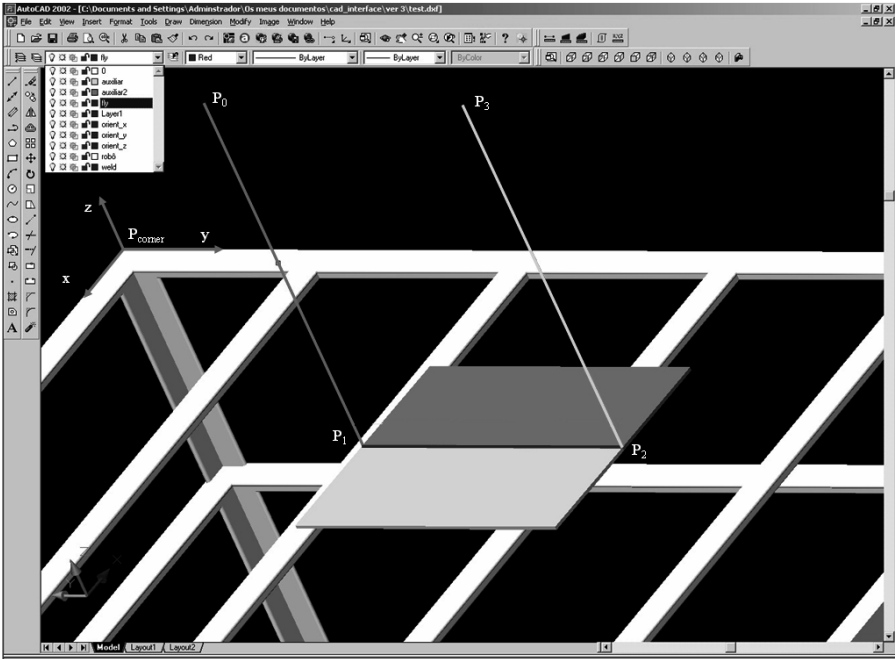 AutoCAD 2002 - [C:\Documents and Settings\Adminstrador\Os meus documentos\cad_interface\ver 3\test.dxf]
File Edit View Insert Format Tools Draw Dimension Modify Image Window Help
fly Red ByLayer ByLayer ByColor
0
auxiliar
auxiliar2
fly
Layer1
orient_x
orient_y
orient_z
robô
weld
P0
P3
z
Pcorner
y
x
P1
P2
Model Layout1 Layout2